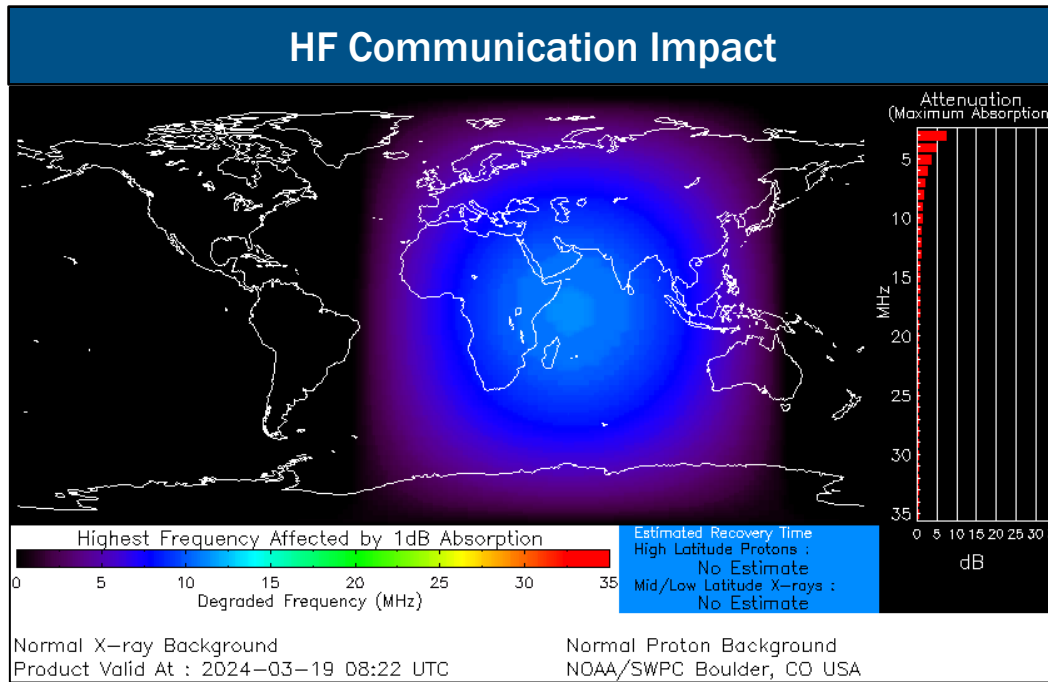 HF Communication Impact
Attenuation
(Maximum Absorption)
5
10
15
20
25
30
35
MHz
0 5 10 15 20 25 30
dB
Highest Frequency Affected by 1dB Absorption
0 5 10 15 20 25 30 35
Degraded Frequency (MHz)
Estimated Recovery Time
High Latitude Protons :
No Estimate
Mid/Low Latitude X-rays :
No Estimate
Normal X-ray Background
Product Valid At : 2024-03-19 08:22 UTC
Normal Proton Background
NOAA/SWPC Boulder, CO USA